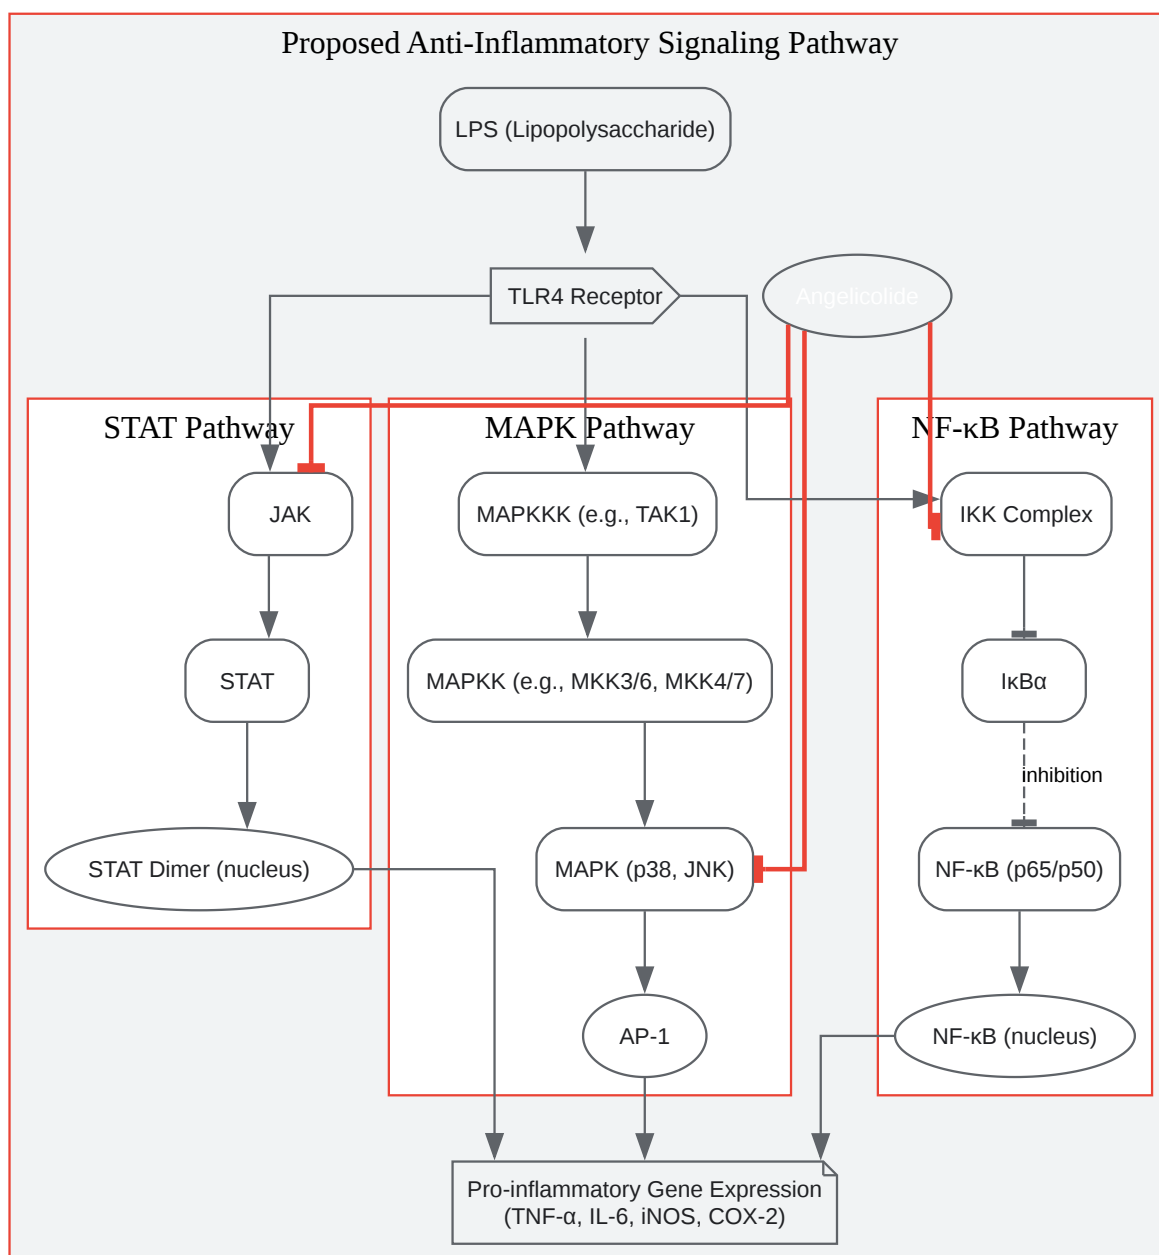 Proposed Anti-Inflammatory Signaling Pathway
LPS (Lipopolysaccharide)
TLR4 Receptor
Angelicolide
STAT Pathway
MAPK Pathway
NF-κB Pathway
JAK
MAPKKK (e.g., TAK1)
IKK Complex
STAT
MAPKK (e.g., MKK3/6, MKK4/7)
IκBα
inhibition
STAT Dimer (nucleus)
MAPK (p38, JNK)
NF-κB (p65/p50)
AP-1
NF-κB (nucleus)
Pro-inflammatory Gene Expression
(TNF-α, IL-6, iNOS, COX-2)